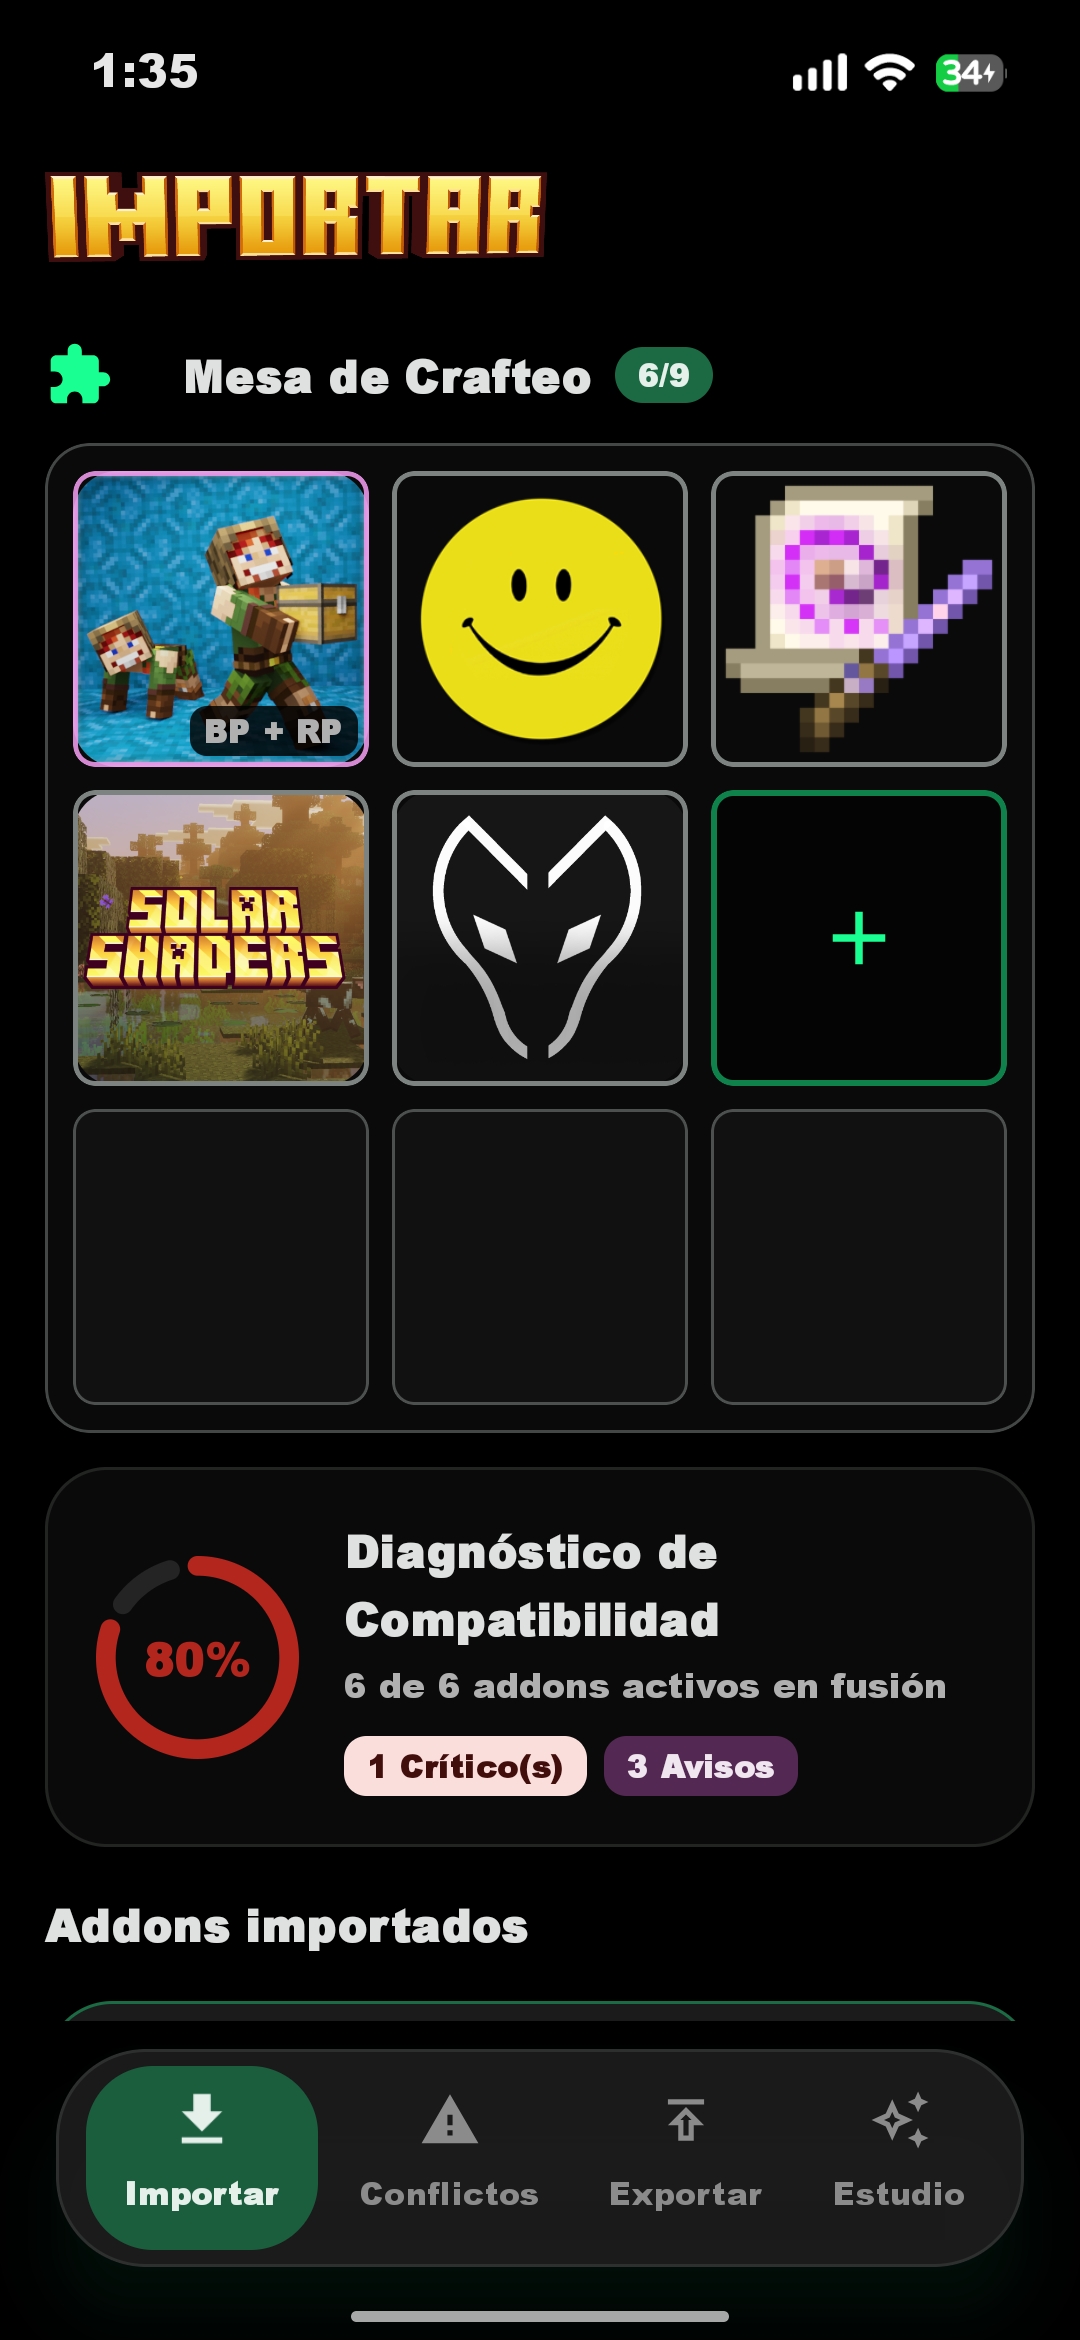 1:35
34
IMPORTAR
Mesa de Crafteo
6/9
BP + RP
SOLAR
SHADERS
+
80%
Diagnóstico de
Compatibilidad
6 de 6 addons activos en fusión
1 Crítico(s)
3 Avisos
Addons importados
Importar
Conflictos
Exportar
Estudio